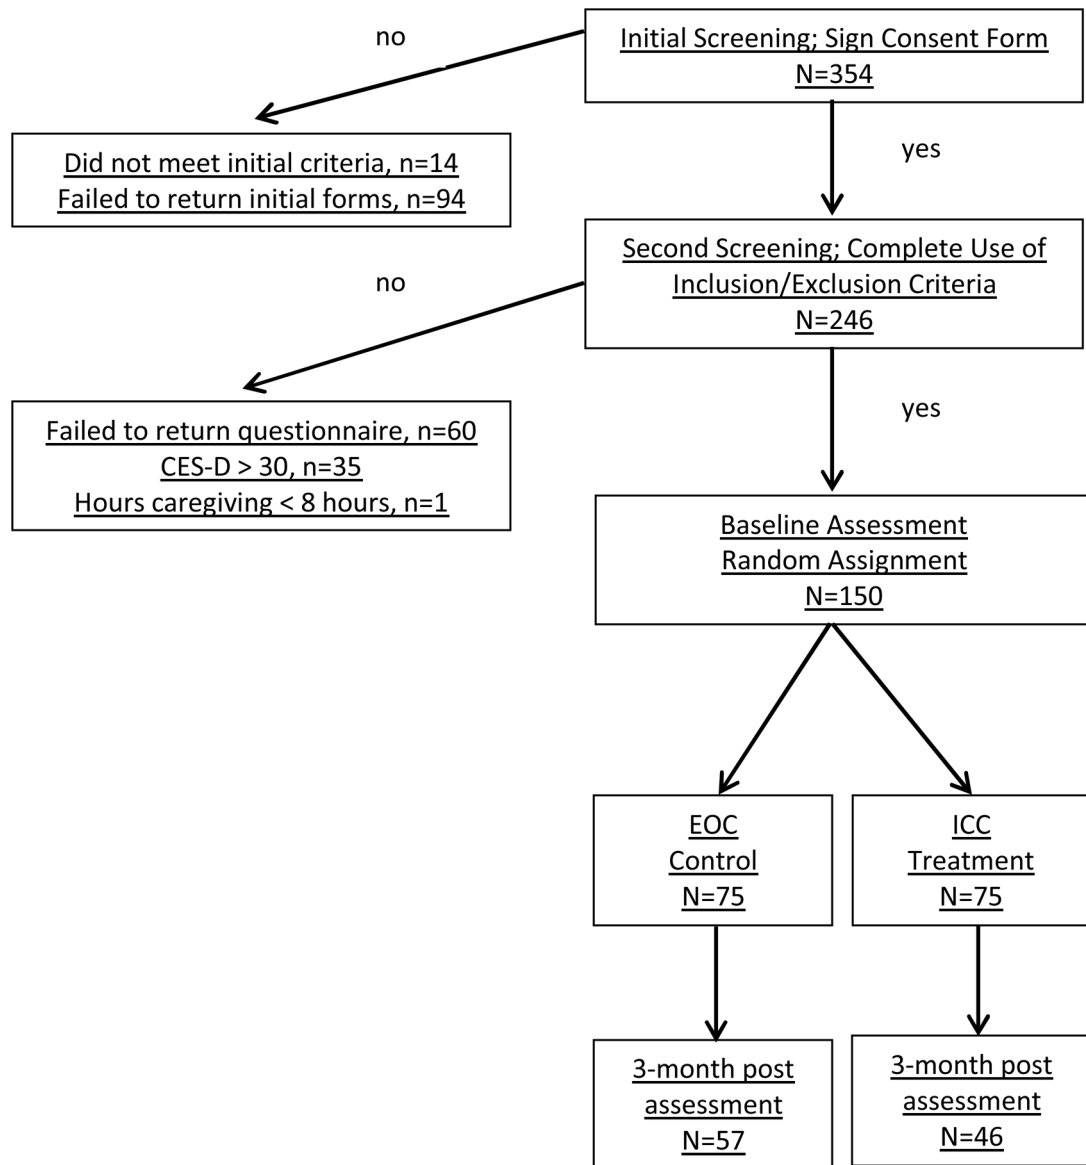 Initial Screening; Sign Consent Form
N=354
no
yes
Did not meet initial criteria, n=14
Failed to return initial forms, n=94
Second Screening; Complete Use of
Inclusion/Exclusion Criteria
N=246
no
yes
Failed to return questionnaire, n=60
CES-D > 30, n=35
Hours caregiving < 8 hours, n=1
Baseline Assessment
Random Assignment
N=150
EOC
Control
N=75
ICC
Treatment
N=75
3-month post
assessment
N=57
3-month post
assessment
N=46